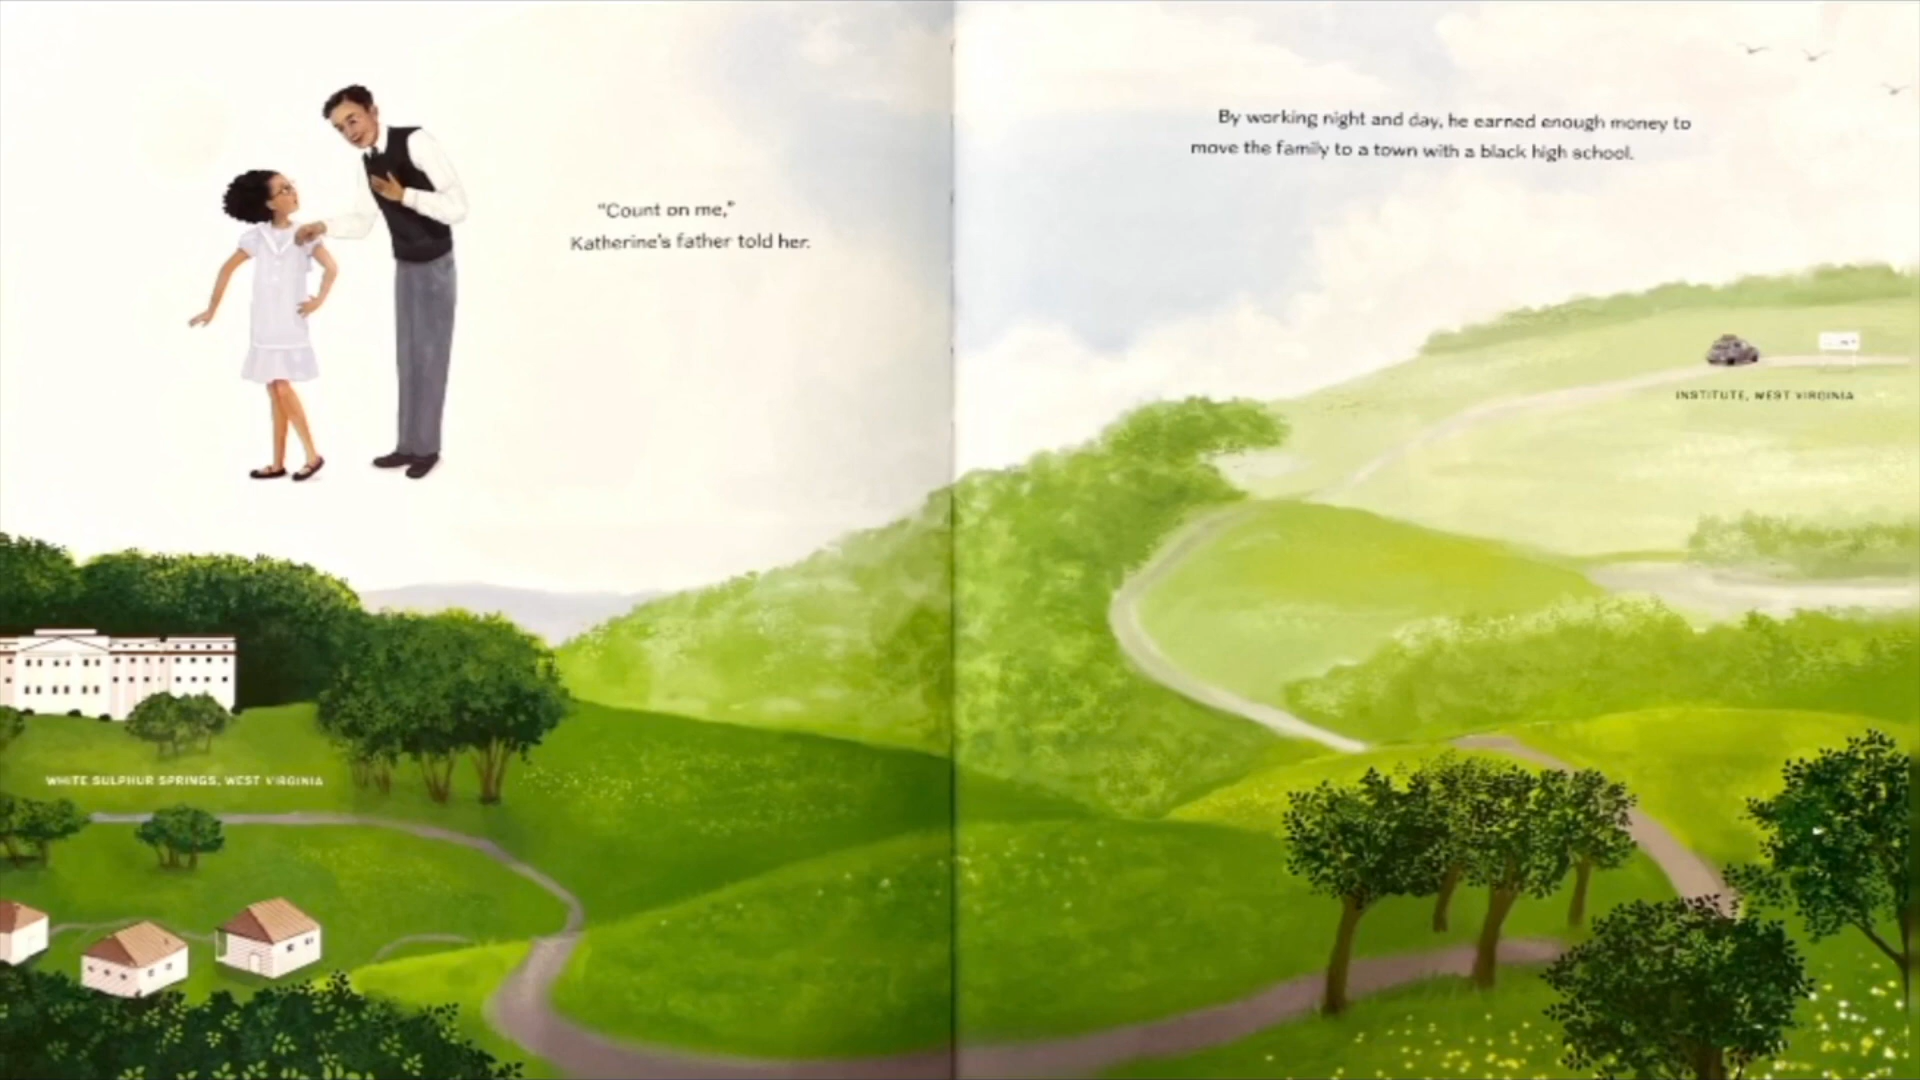 “Count on me,”
Katherine's father told her.
WHITE SULPHUR SPRINGS, WEST VIRGINIA
By working night and day, he earned enough money to
move the family to a town with a black high school.
INSTITUTE, WEST VIRGINIA